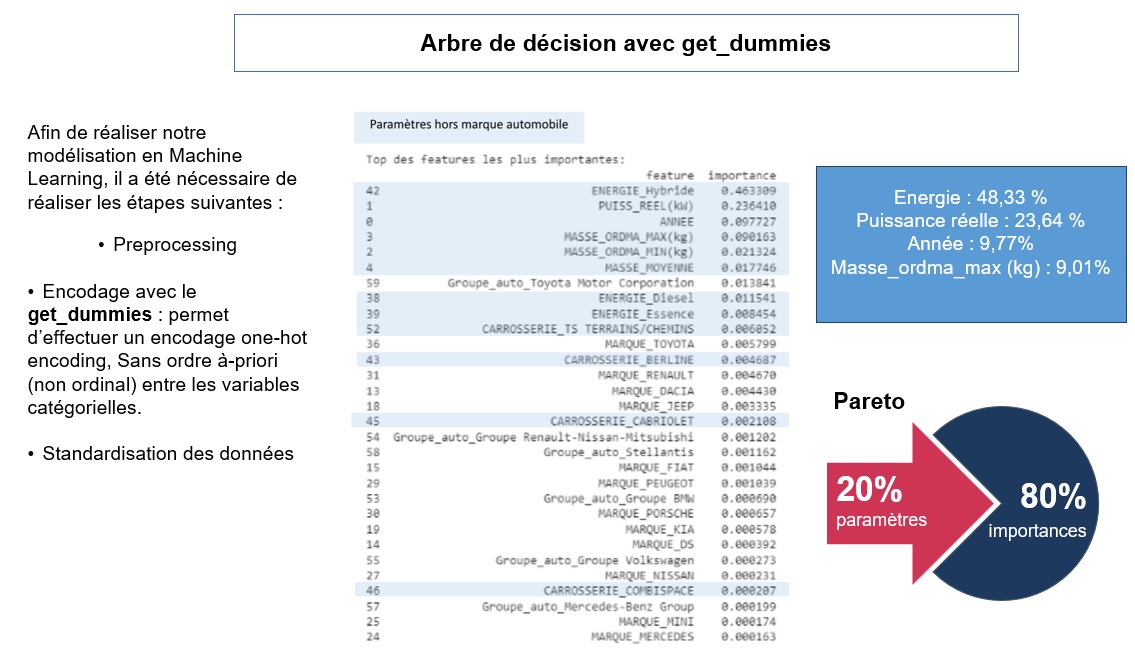 Arbre de décision avec get_dummies
Afin de réaliser notre
modélisation en Machine
Learning, il a été nécessaire de
réaliser les étapes suivantes :
• Preprocessing
• Encodage avec le
get_dummies : permet
d'effectuer un encodage one-hot
encoding, Sans ordre à-priori
(non ordinal) entre les variables
catégorielles.
• Standardisation des données
Paramètres hors marque automobile
Top des features les plus importantes:
feature importance
42 ENERGIE_Hybride 0.463309
1 PUISS_REEL(kW) 0.236410
0 ANNEE 0.097727
3 MASSE_ORDMA_MAX(kg) 0.090163
2 MASSE_ORDMA_MIN(kg) 0.021324
4 MASSE_MOYENNE 0.017746
59 Groupe_auto_Toyota Motor Corporation 0.013841
38 ENERGIE_Diesel 0.011541
39 ENERGIE_Essence 0.008454
52 CARROSSERIE_TS TERRAINS/CHEMINS 0.006052
36 MARQUE_TOYOTA 0.005799
43 CARROSSERIE_BERLINE 0.004687
31 MARQUE_RENAULT 0.004670
13 MARQUE_DACIA 0.004430
18 MARQUE_JEEP 0.003335
45 CARROSSERIE_CABRIOLET 0.002108
54 Groupe_auto_Groupe Renault-Nissan-Mitsubishi 0.001202
58 Groupe_auto_Stellantis 0.001162
15 MARQUE_FIAT 0.001044
29 MARQUE_PEUGEOT 0.001039
53 Groupe_auto_Groupe BMW 0.000690
30 MARQUE_PORSCHE 0.000657
19 MARQUE_KIA 0.000578
14 MARQUE_DS 0.000392
55 Groupe_auto_Groupe Volkswagen 0.000273
27 MARQUE_NISSAN 0.000231
46 CARROSSERIE_COMBISPACE 0.000207
57 Groupe_auto_Mercedes-Benz Group 0.000199
25 MARQUE_MINI 0.000174
24 MARQUE_MERCEDES 0.000163
Energie : 48,33 %
Puissance réelle : 23,64 %
Année : 9,77%
Masse_ordma_max (kg) : 9,01%
Pareto
20%
paramètres
80%
importances